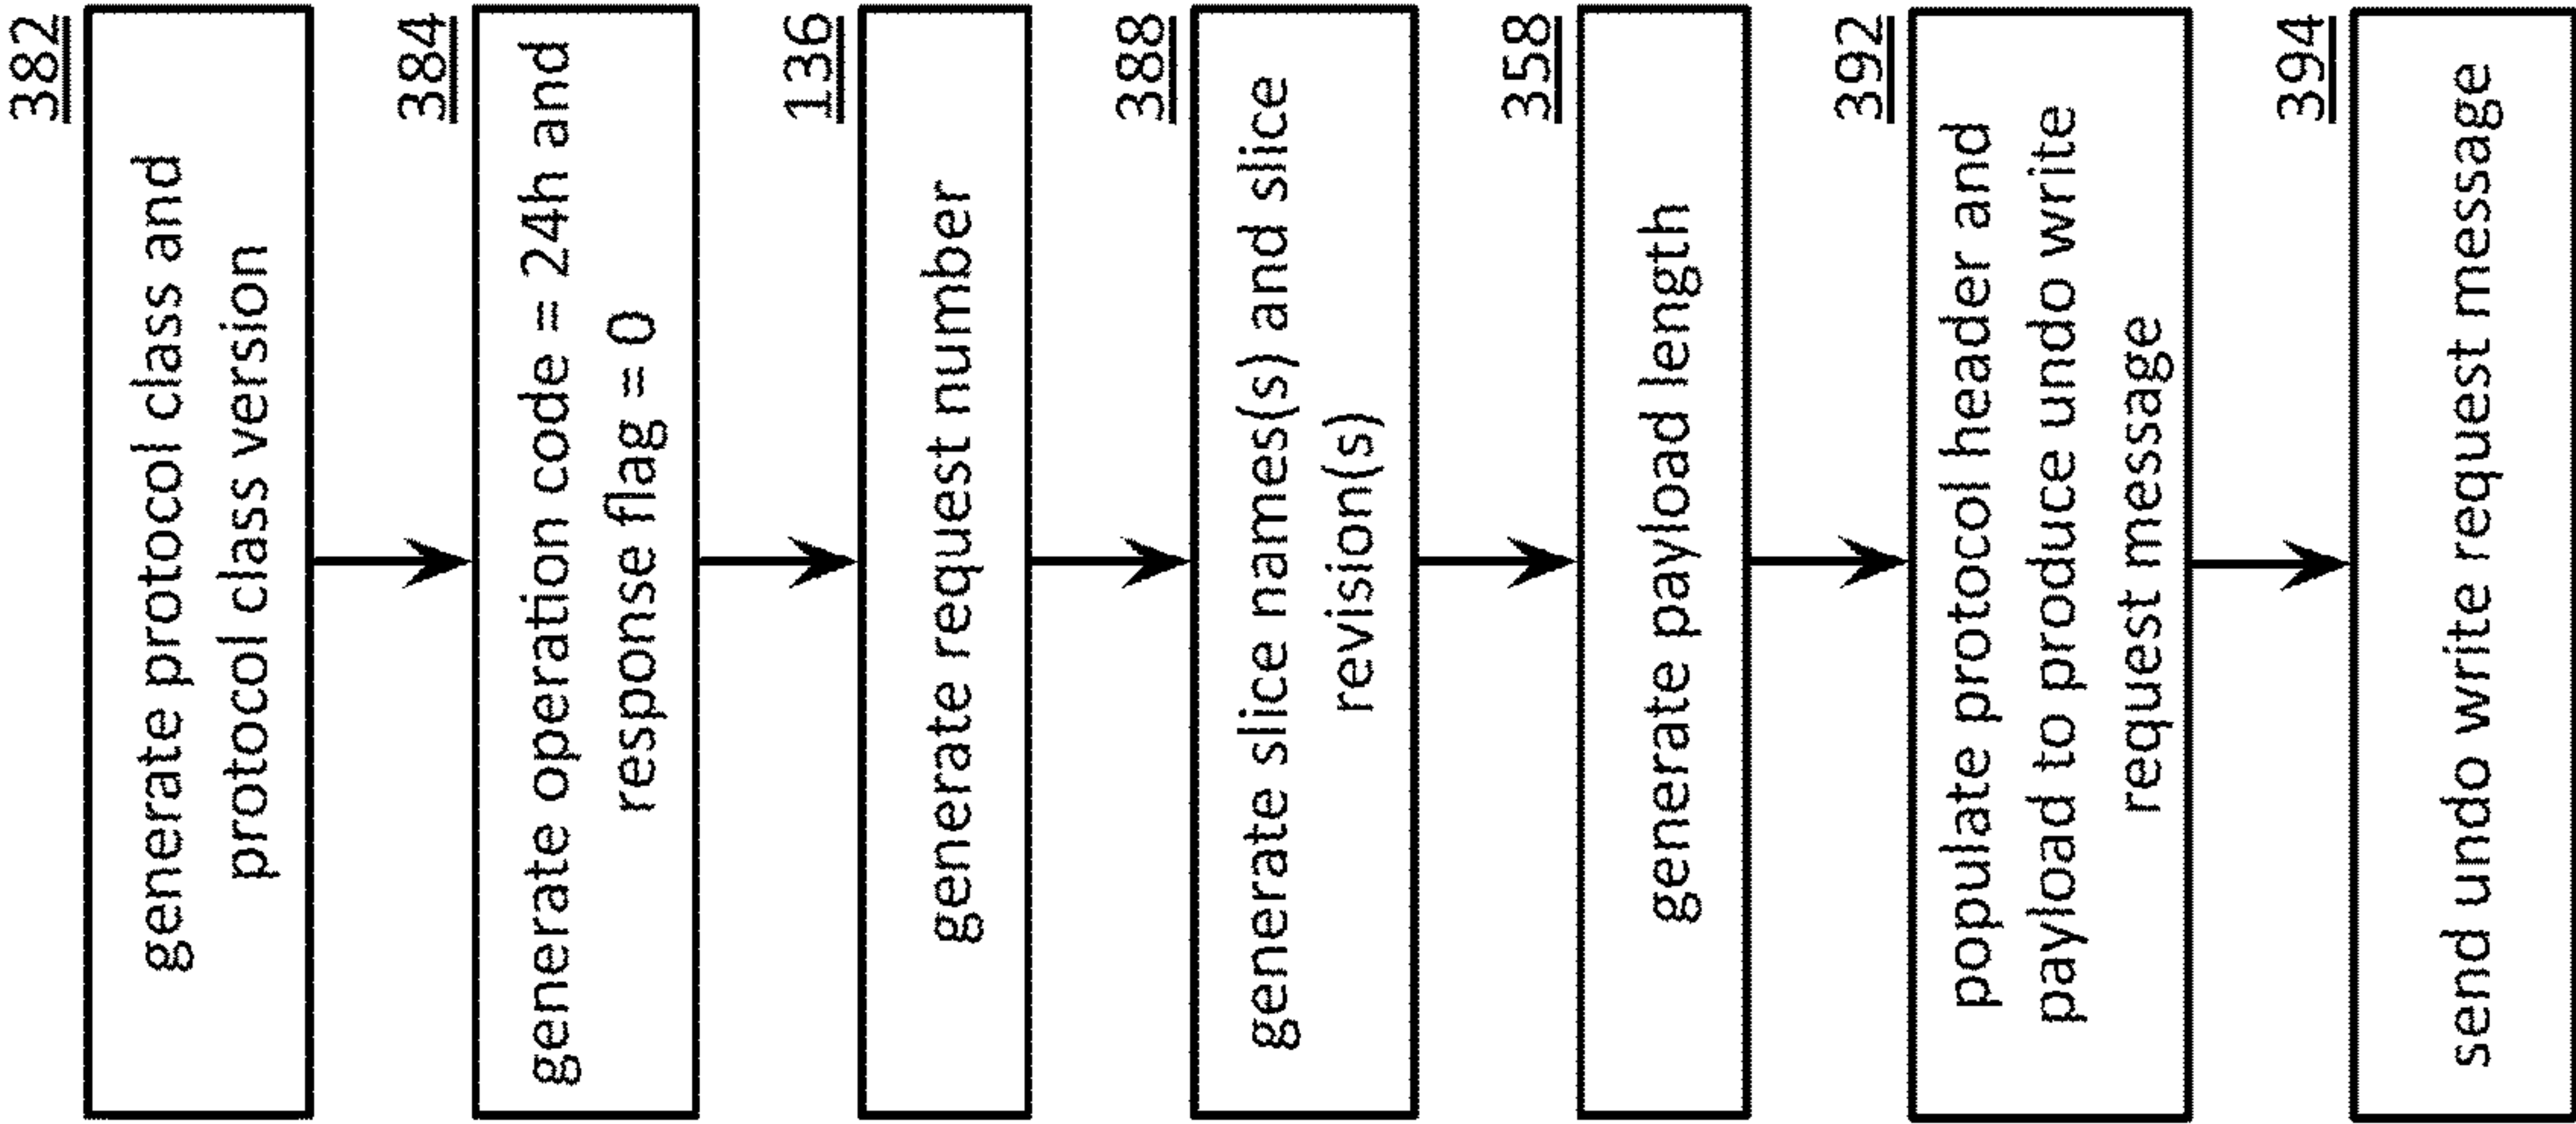 382
generate protocol class and
protocol class version
384
generate operation code = 24h and
response flag = 0
136
generate request number
388
generate slice names(s) and slice
revision(s)
358
generate payload length
392
populate protocol header and
payload to produce undo write
request message
394
send undo write request message